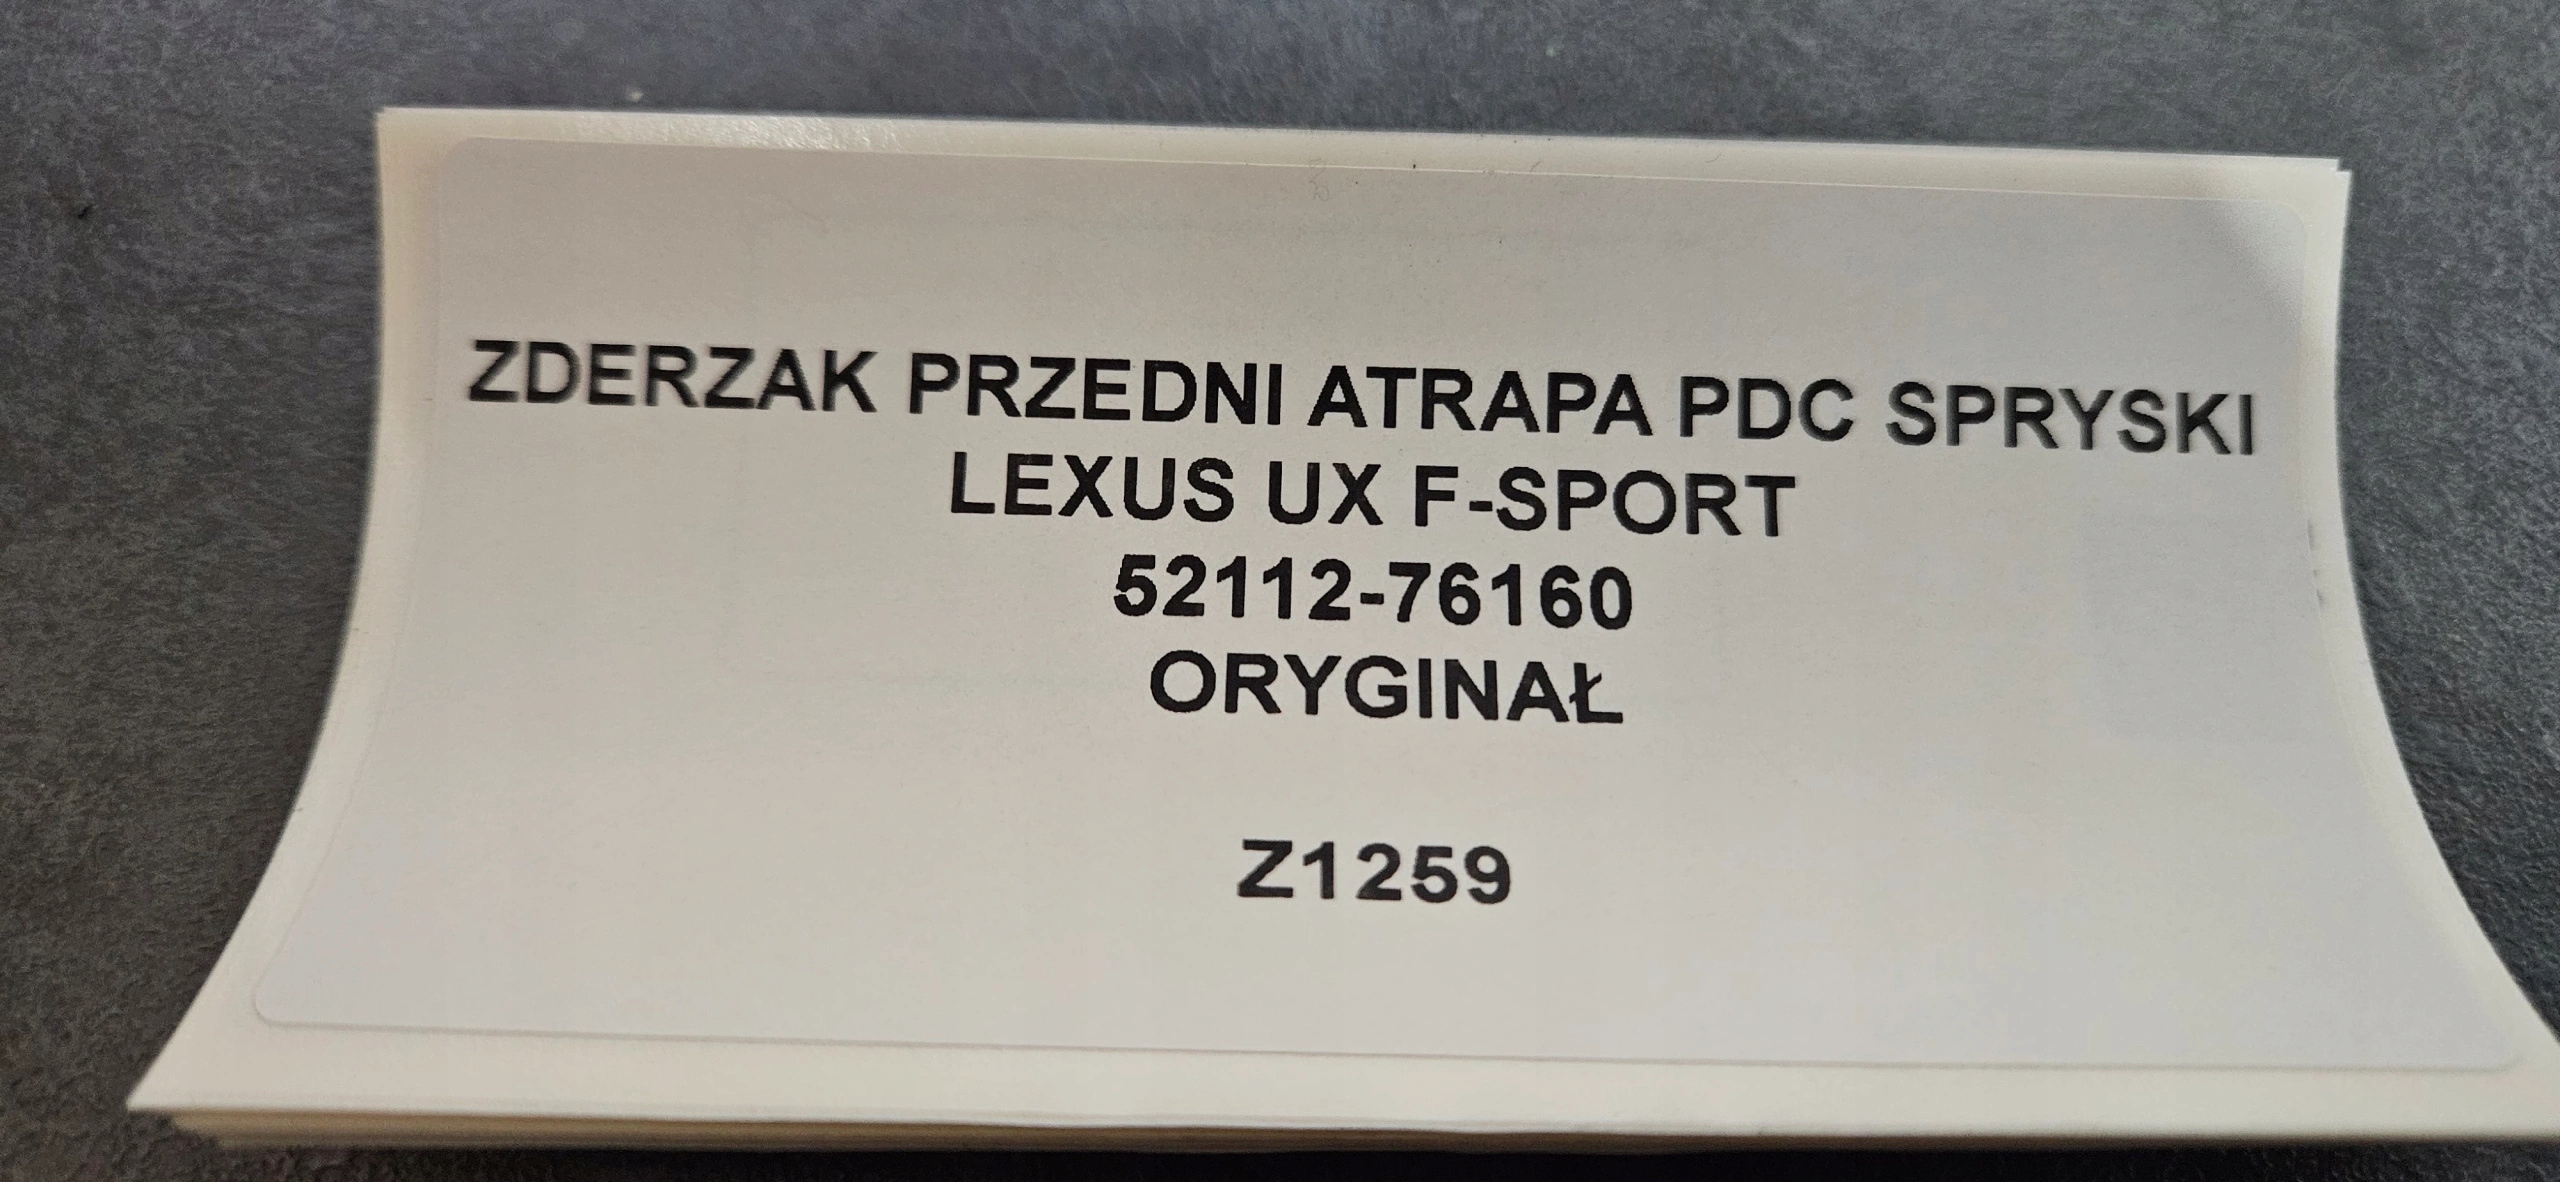 ZDERZAK PRZEDNI ATRAPA PDC SPRYSKI
LEXUS UX F-SPORT
52112-76160
ORYGINAŁ
Z1259